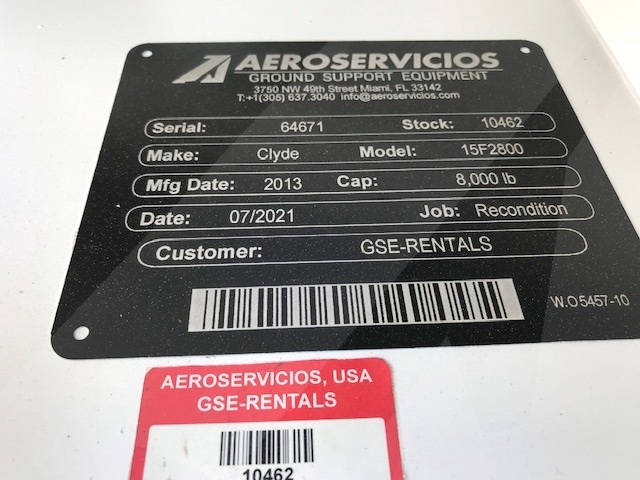 AEROSERVICIOS
GROUND SUPPORT EQUIPMENT
3750 NW 49th Street Miami, FL 33142
T:+1(305) 637.3040 info@aeroservicios.com
Serial: 64671 Stock: 10462
Make: Clyde Model: 15F2800
Mfg Date: 2013 Cap: 8,000 lb
Date: 07/2021 Job: Recondition
Customer: GSE-RENTALS
W.O 5457-10
AEROSERVICIOS, USA
GSE-RENTALS
10462